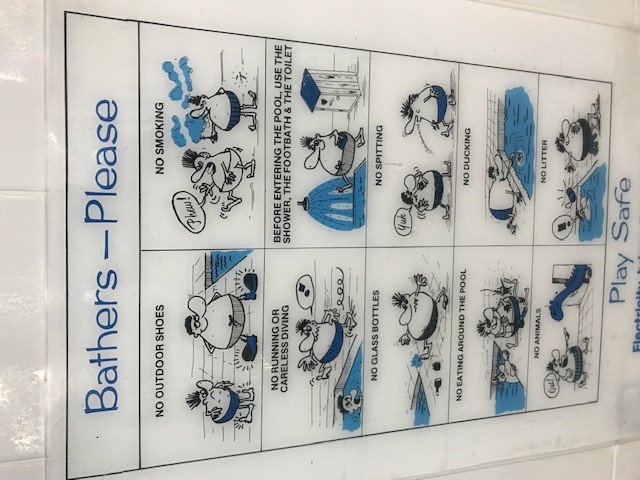 Bathers – Please
NO OUTDOOR SHOES
NO SMOKING
Phew!
NO RUNNING OR
CARELESS DIVING
BEFORE ENTERING THE POOL, USE THE
SHOWER, THE FOOTBATH & THE TOILET
NO GLASS BOTTLES
NO SPITTING
Yuk
NO EATING AROUND THE POOL
NO DUCKING
NO ANIMALS
Out!
NO LITTER
Play Safe
Electricity